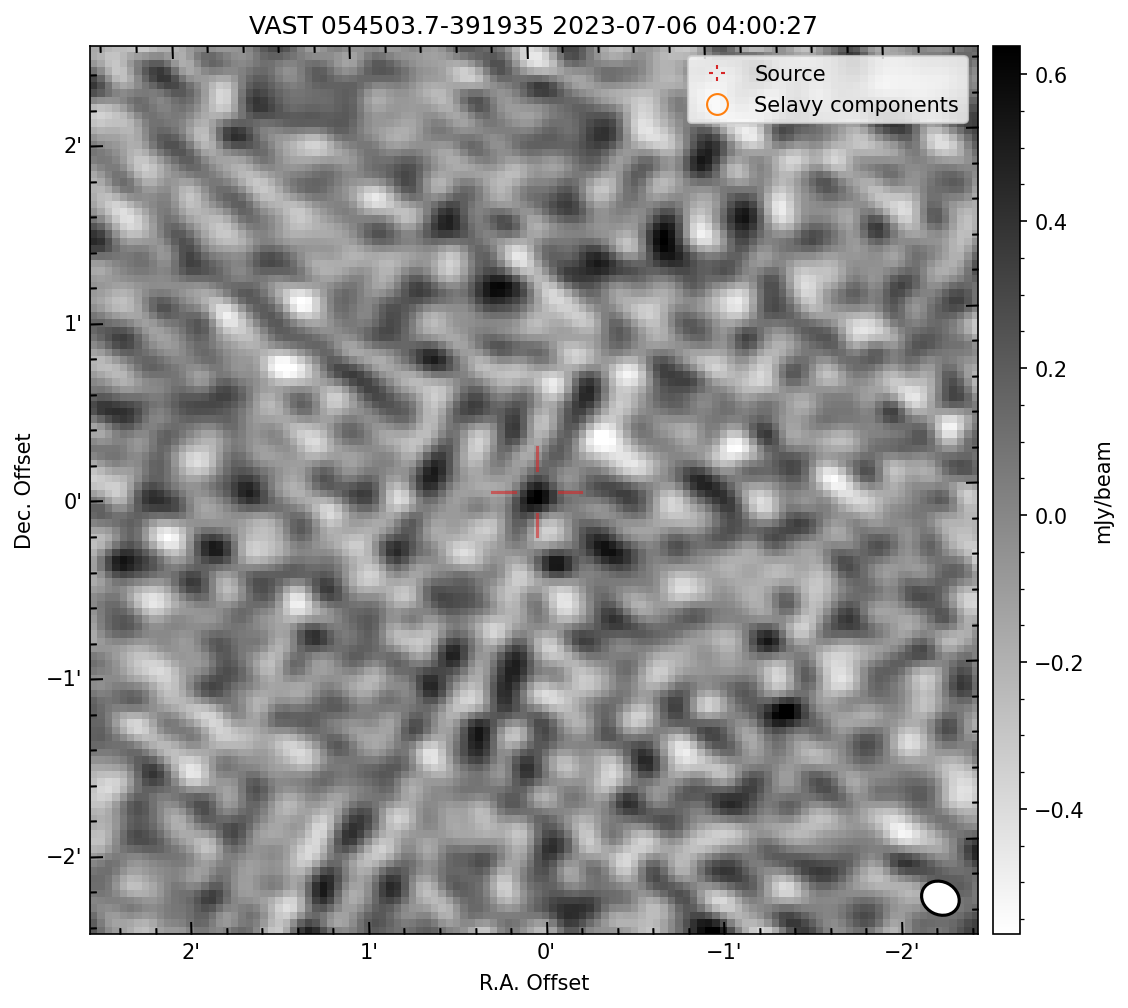 VAST 054503.7-391935 2023-07-06 04:00:27
Source
Selavy components
2'
1'
0'
−1'
−2'
Dec. Offset
2'
1'
0'
−1'
−2'
R.A. Offset
0.6
0.4
0.2
0.0
−0.2
−0.4
mJy/beam